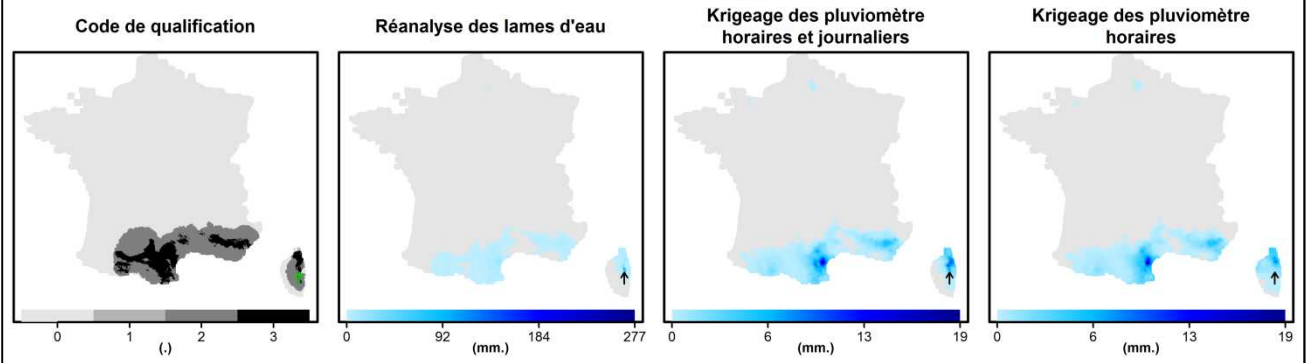 Code de qualification
Réanalyse des lames d'eau
Krigeage des pluviomètre
horaires et journaliers
Krigeage des pluviomètre
horaires
0 1 2 3
(.)
0 92 184 277
(mm.)
0 6 13 19
(mm.)
0 6 13 19
(mm.)